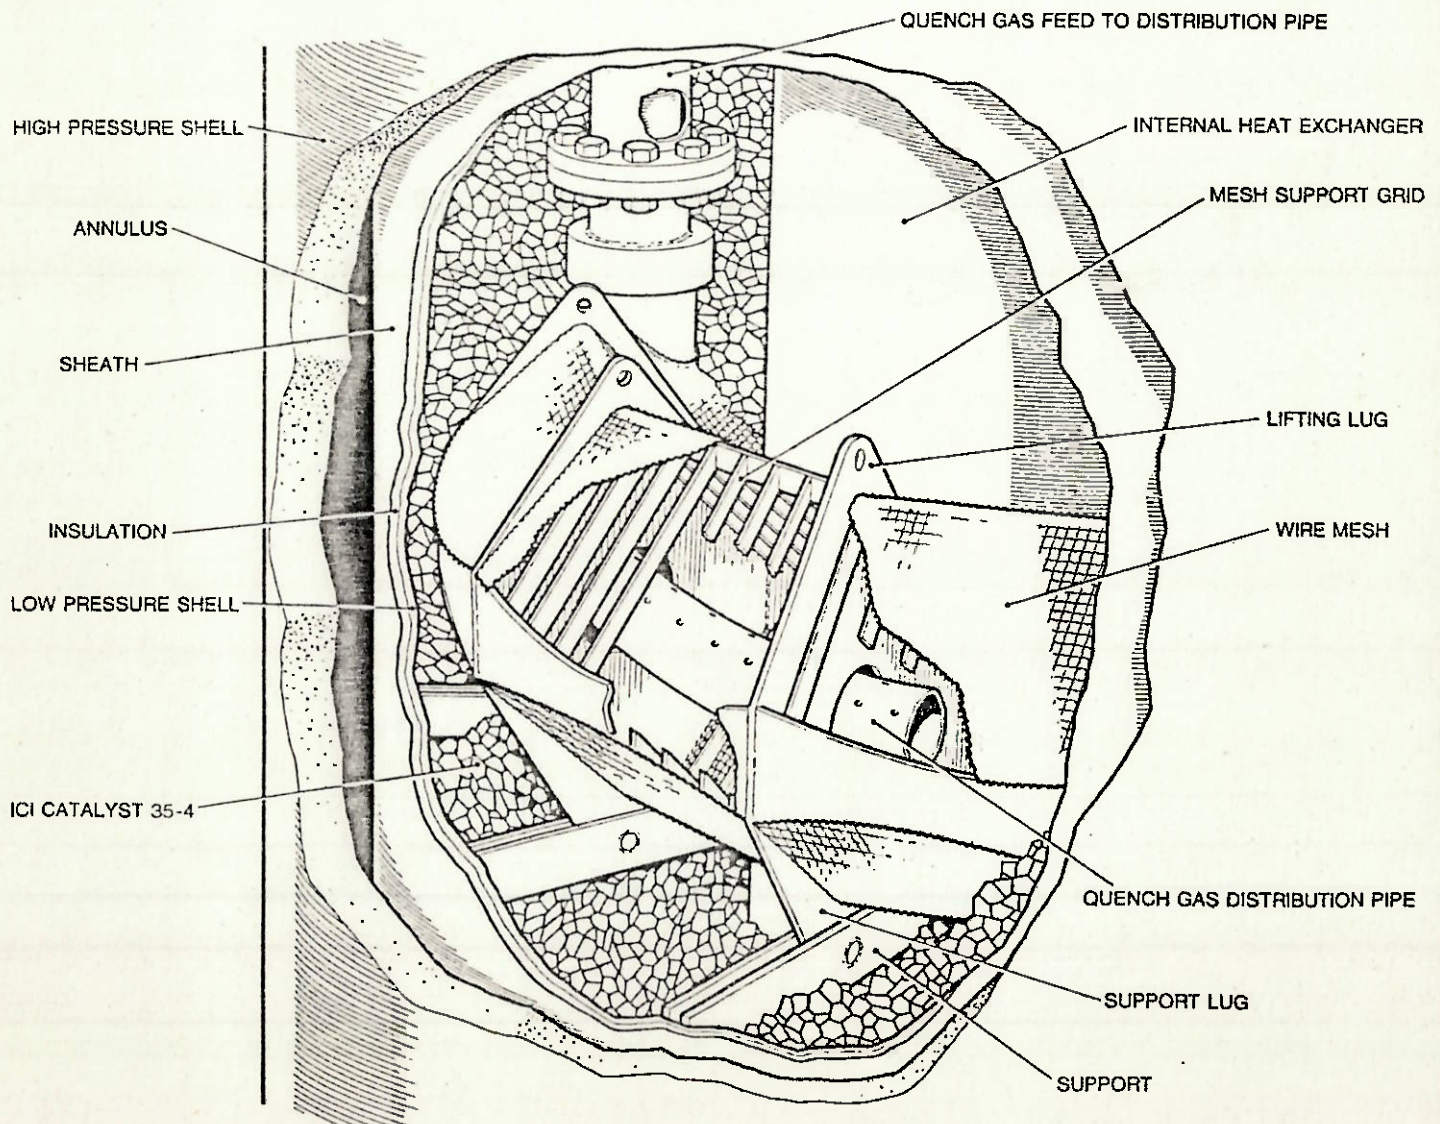 QUENCH GAS FEED TO DISTRIBUTION PIPE
HIGH PRESSURE SHELL
INTERNAL HEAT EXCHANGER
MESH SUPPORT GRID
ANNULUS
SHEATH
LIFTING LUG
INSULATION
WIRE MESH
LOW PRESSURE SHELL
ICI CATALYST 35-4
QUENCH GAS DISTRIBUTION PIPE
SUPPORT LUG
SUPPORT